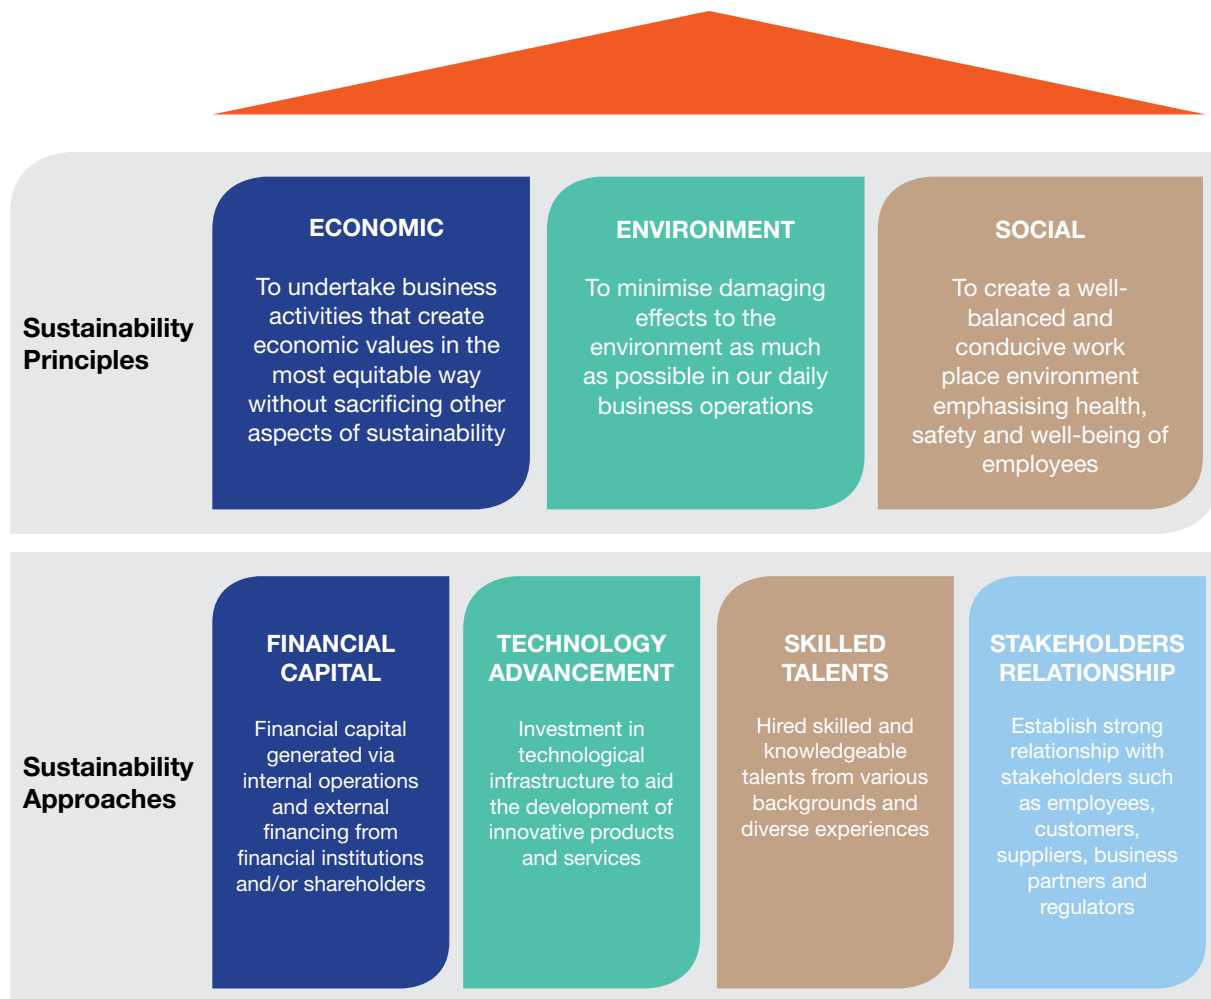 Sustainability
Principles
ECONOMIC
To undertake business
activities that create
economic values in the
most equitable way
without sacrificing other
aspects of sustainability
ENVIRONMENT
To minimise damaging
effects to the
environment as much
as possible in our daily
business operations
SOCIAL
To create a well-
balanced and
conducive work
place environment
emphasising health,
safety and well-being of
employees
Sustainability
Approaches
FINANCIAL
CAPITAL
Financial capital
generated via
internal operations
and external
financing from
financial institutions
and/or shareholders
TECHNOLOGY
ADVANCEMENT
Investment in
technological
infrastructure to aid
the development of
innovative products
and services
SKILLED
TALENTS
Hired skilled and
knowledgeable
talents from various
backgrounds and
diverse experiences
STAKEHOLDERS
RELATIONSHIP
Establish strong
relationship with
stakeholders such
as employees,
customers,
suppliers, business
partners and
regulators